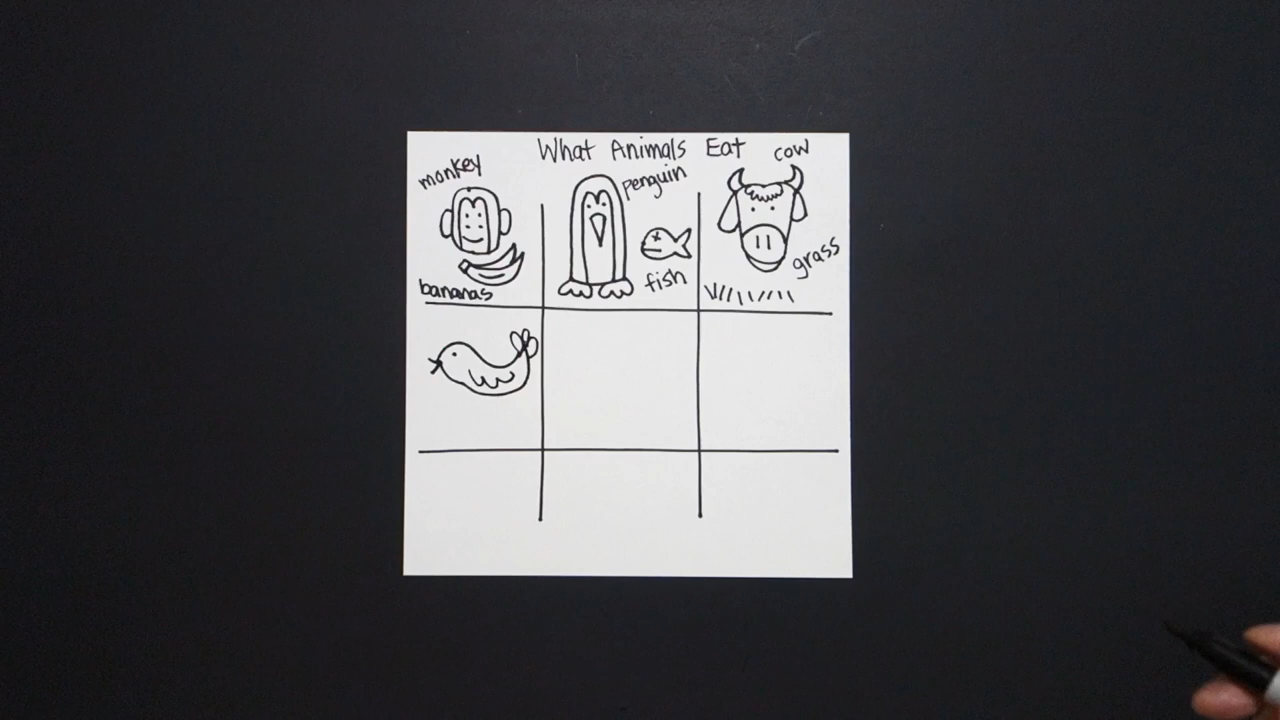 What Animals Eat
monkey
bananas
penguin
fish
cow
grass